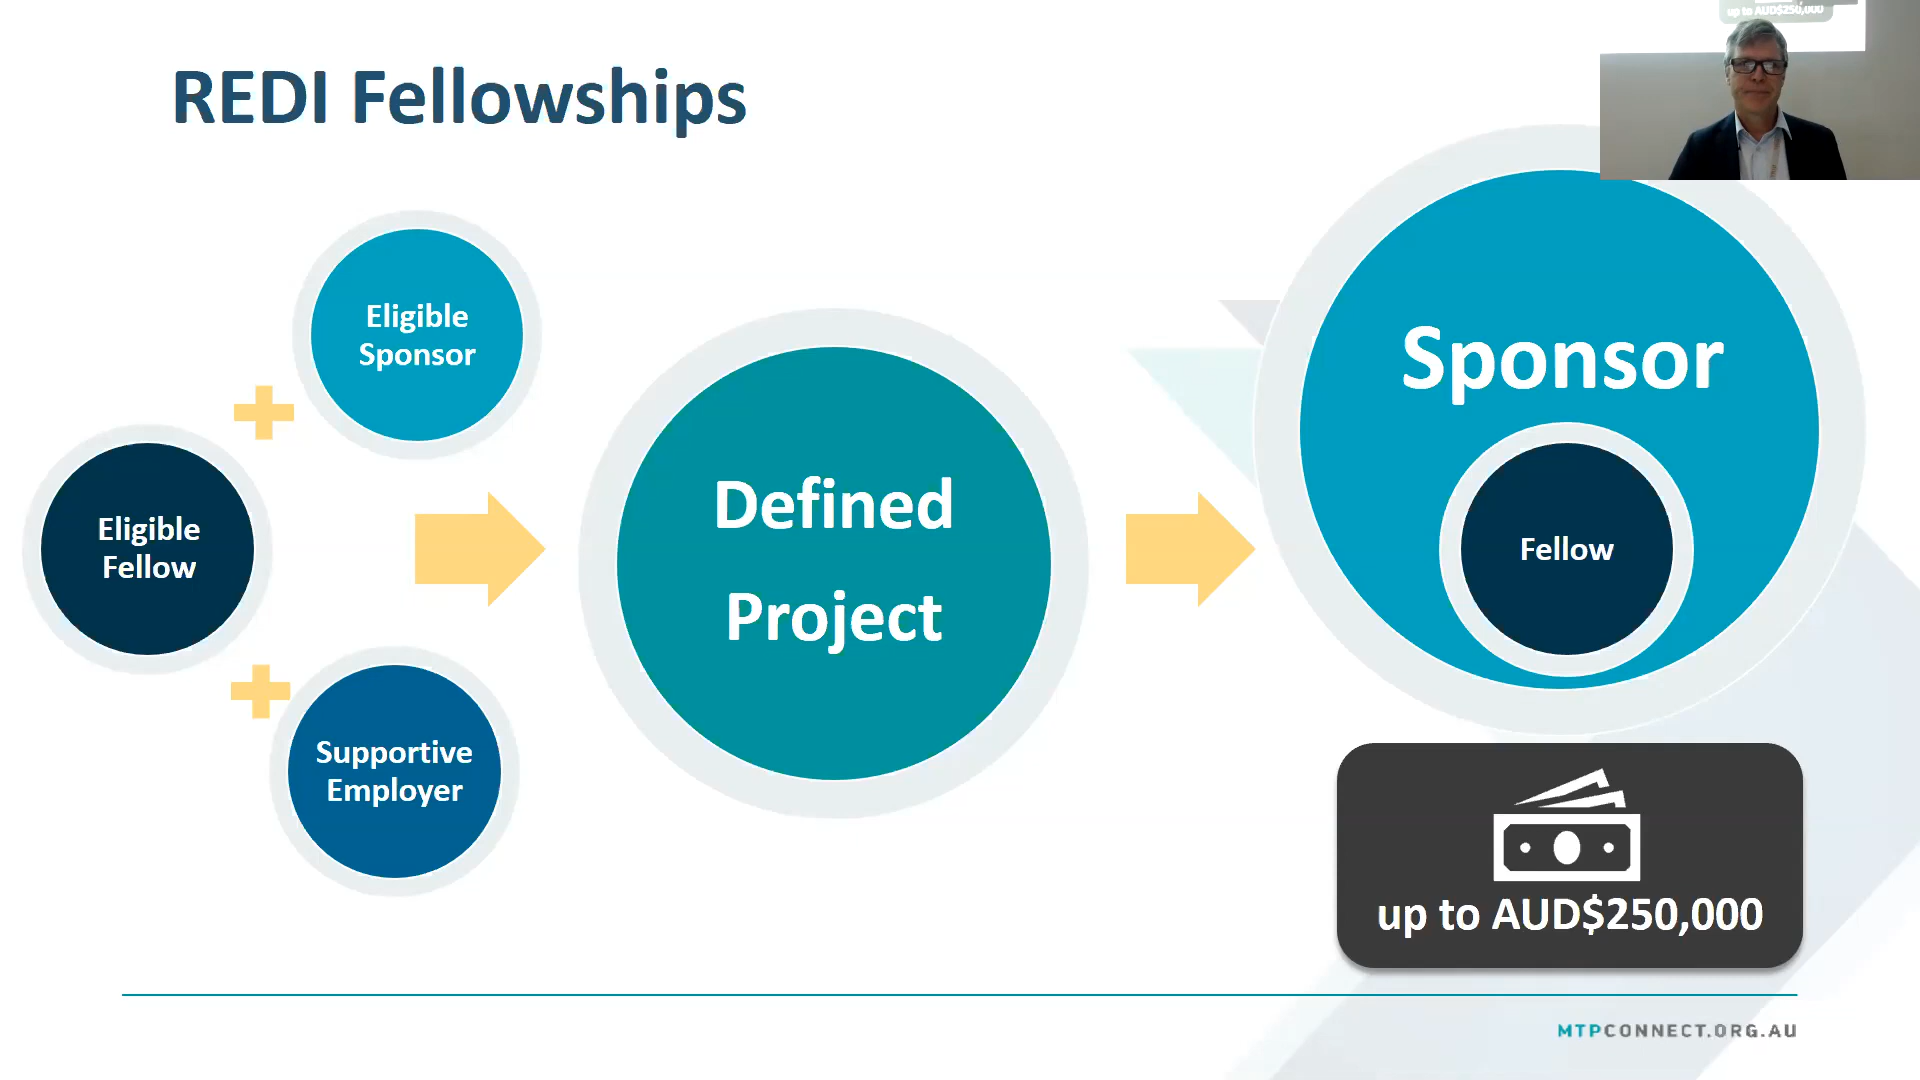 REDI Fellowships
up to AUD$250,000
Eligible
Sponsor
Eligible
Fellow
Supportive
Employer
Defined
Project
Sponsor
Fellow
up to AUD$250,000
MTPCONNECT.ORG.AU